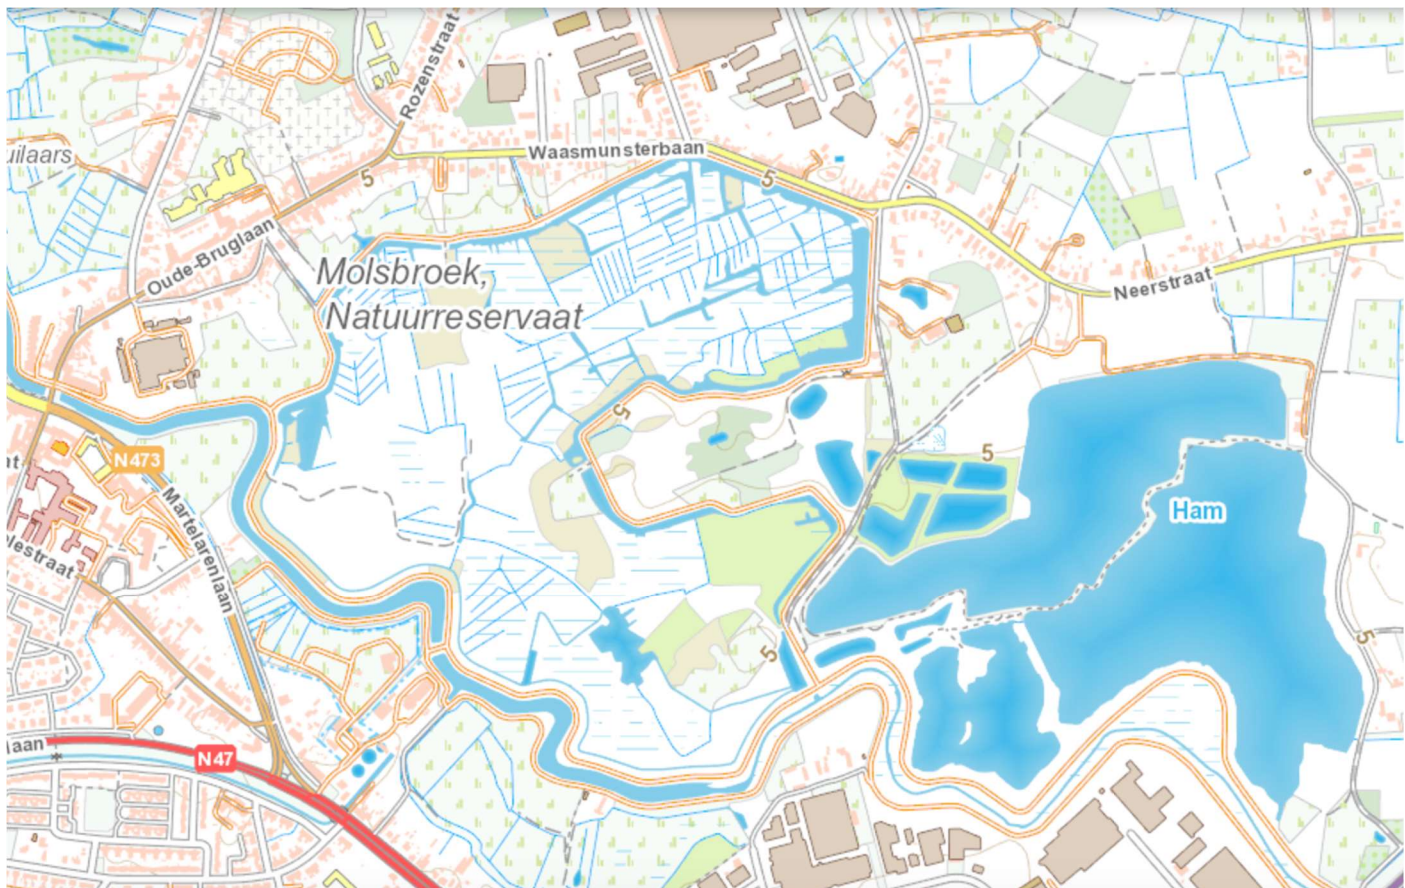 Rozenstraat
uilaars
Waasmunsterbaan
5
5
Oude-Bruglaan
Molsbroek,
Natuurreservaat
Neerstraat
5
5
N473
Ham
nt
Martelarenlaan
lestraat
5
5
laan
N47